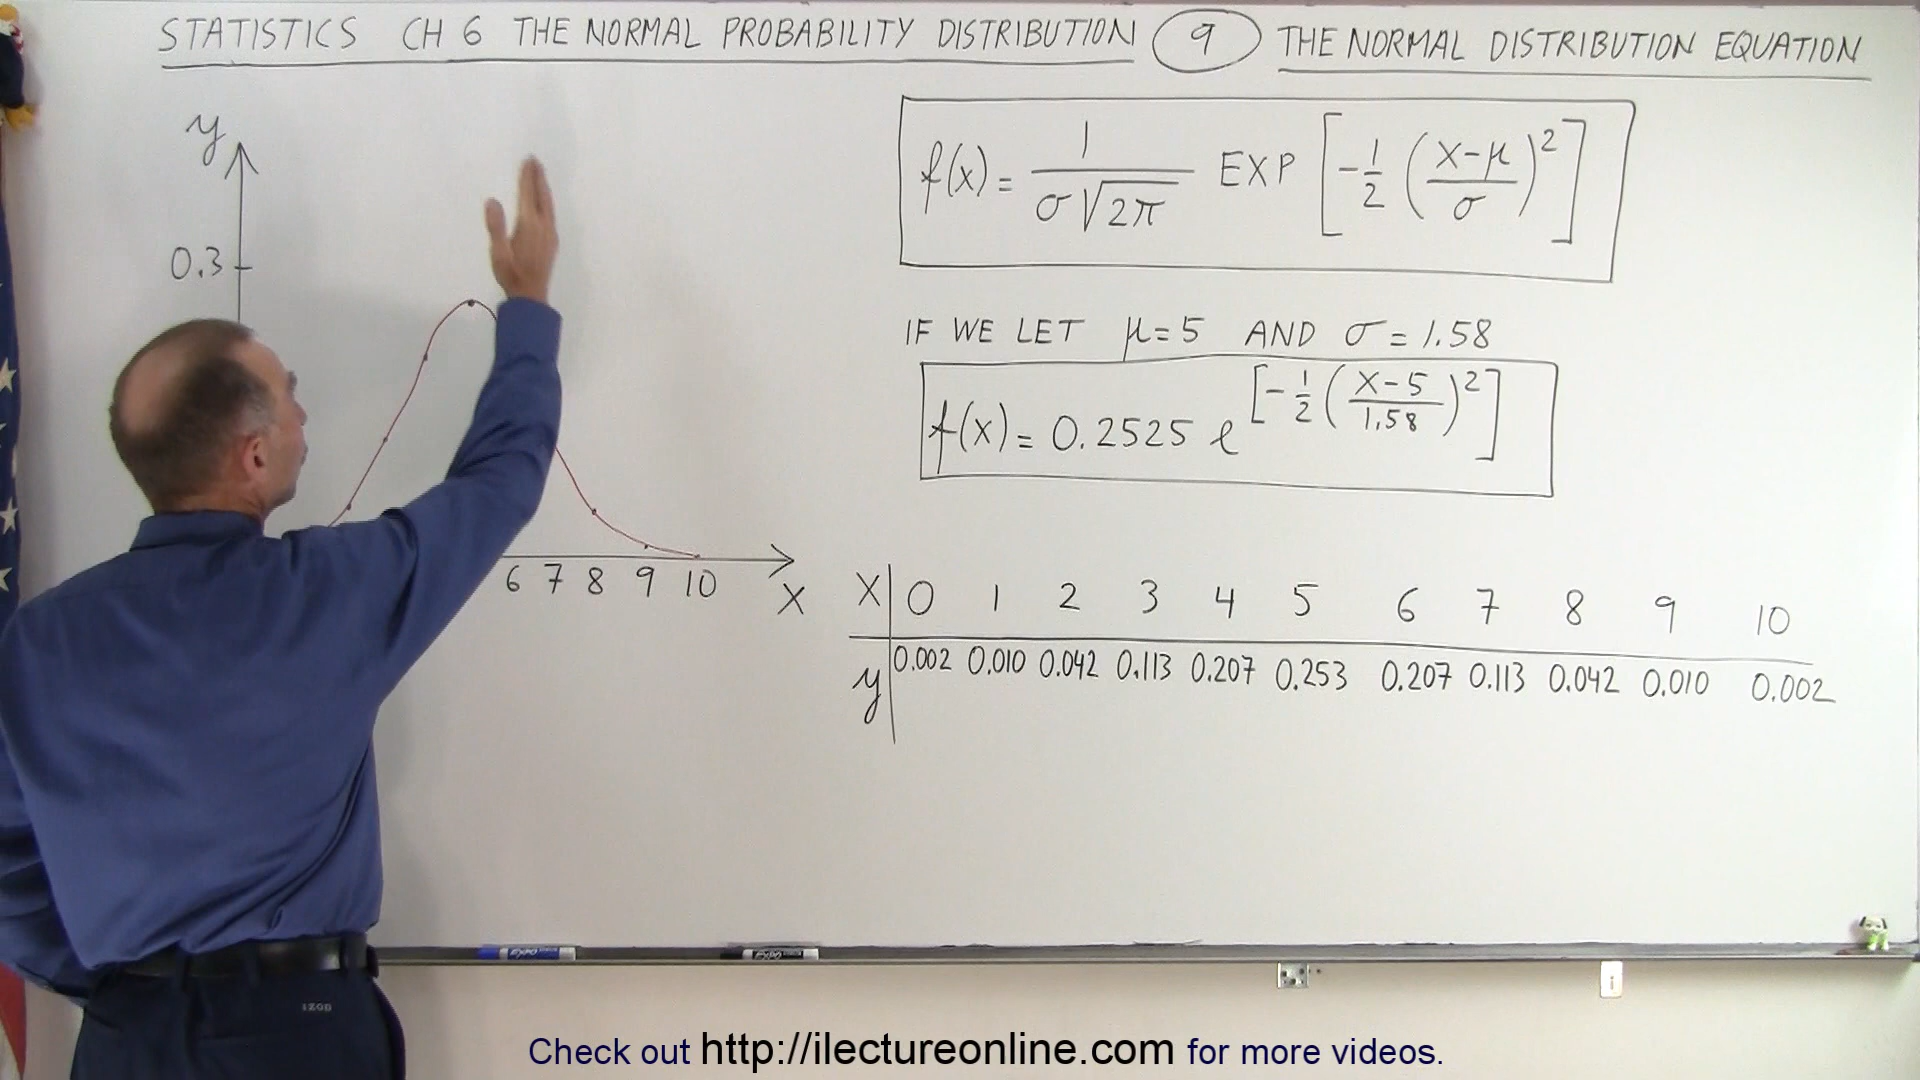 STATISTICS CH 6 THE NORMAL PROBABILITY DISTRIBUTION 9 THE NORMAL DISTRIBUTION EQUATION
y
0.3
6 7 8 9 10
X
f(x) = 1/(σ√2π) EXP [-1/2 ((x-μ)/σ)²]
IF WE LET μ = 5 AND σ = 1.58
f(x) = 0.2525 e^[-1/2 ((x-5)/1.58)²]
X 0 1 2 3 4 5 6 7 8 9 10
y 0.002 0.010 0.042 0.113 0.207 0.253 0.207 0.113 0.042 0.010 0.002
EXPO
EXPO
IZOD
i
Check out http://ilectureonline.com for more videos.